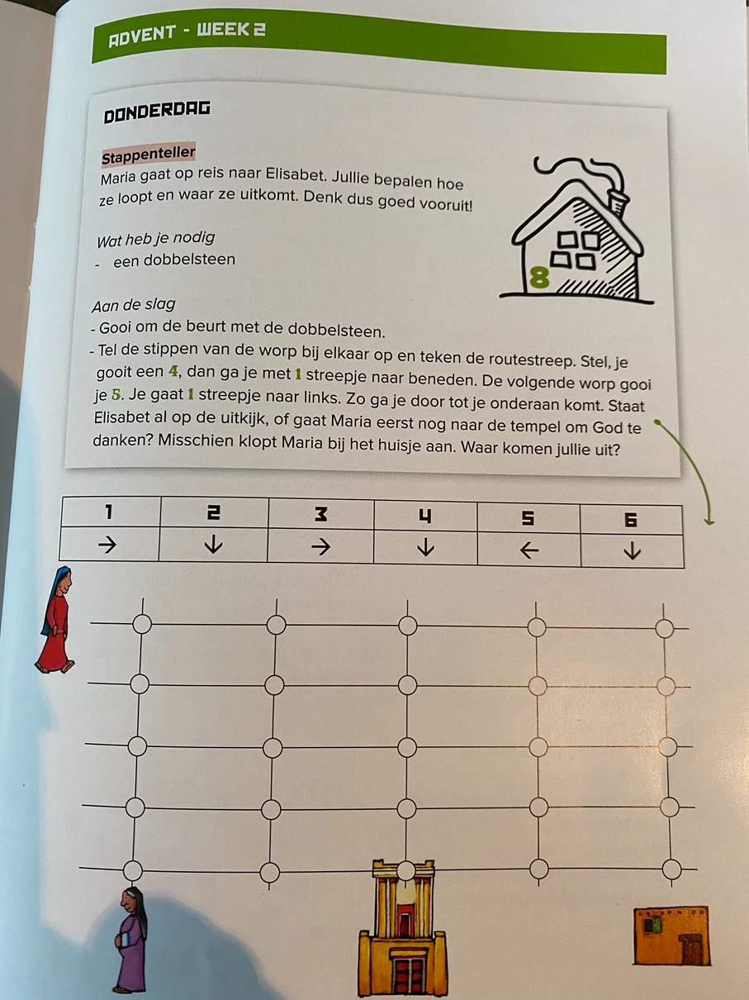 ADVENT - WEEK 2
DONDERDAG
Stappenteller
Maria gaat op reis naar Elisabet. Jullie bepalen hoe
ze loopt en waar ze uitkomt. Denk dus goed vooruit!
Wat heb je nodig
- een dobbelsteen
8
Aan de slag
- Gooi om de beurt met de dobbelsteen.
- Tel de stippen van de worp bij elkaar op en teken de routestreep. Stel, je
gooit een 4, dan ga je met 1 streepje naar beneden. De volgende worp gooi
je 5. Je gaat 1 streepje naar links. Zo ga je door tot je onderaan komt. Staat
Elisabet al op de uitkijk, of gaat Maria eerst nog naar de tempel om God te
danken? Misschien klopt Maria bij het huisje aan. Waar komen jullie uit?
1 2 3 4 5 6
→ ↓ → ↓ ← ↓